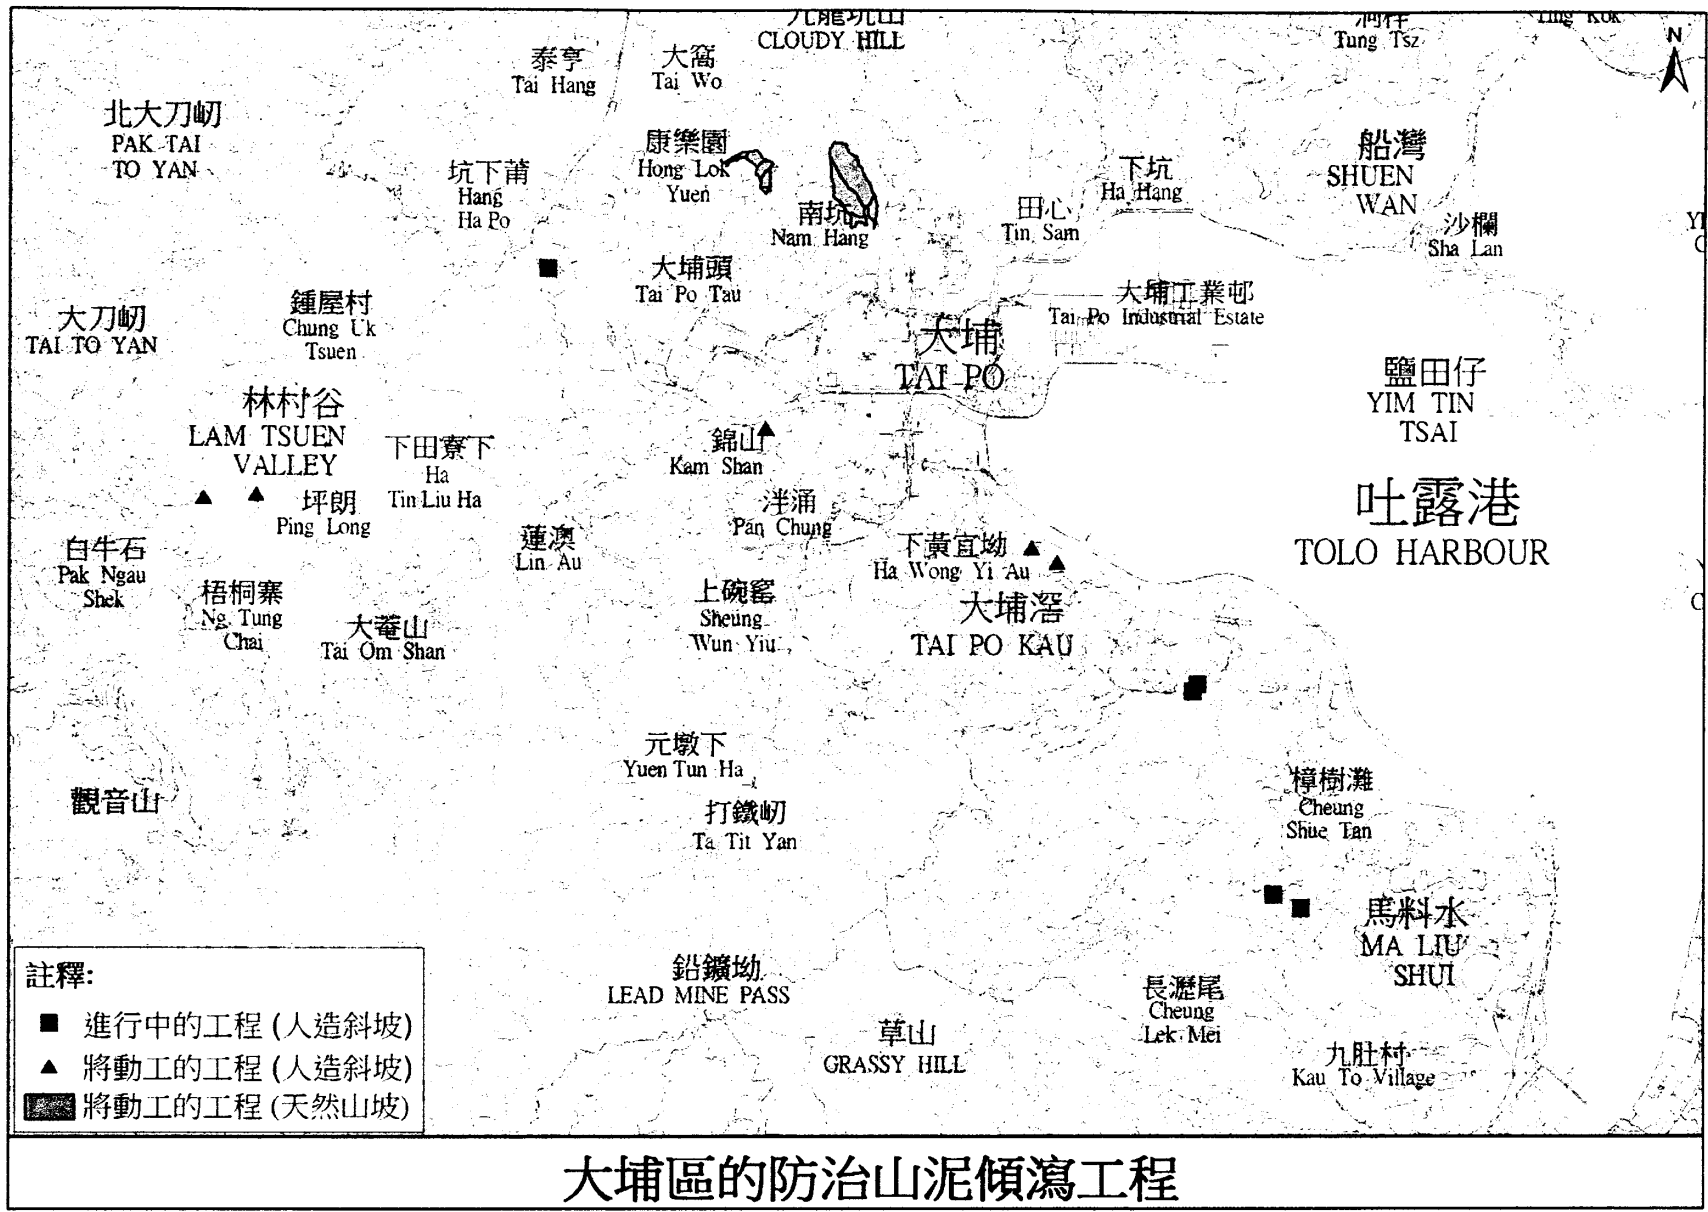 九龍坑山
CLOUDY HILL
洞梓
Tung Tsz
Ting Kok
N
泰亨
Tai Hang
大窩
Tai Wo
北大刀屻
PAK TAI
TO YAN
康樂園
Hong Lok
Yuen
坑下莆
Hang
Ha Po
南坑
Nam Hang
下坑
Ha Hang
田心
Tin Sam
船灣
SHUEN
WAN
沙欄
Sha Lan
大埔頭
Tai Po Tau
大埔工業邨
Tai Po Industrial Estate
大刀屻
TAI TO YAN
鍾屋村
Chung Uk
Tsuen
大埔
TAI PO
鹽田仔
YIM TIN
TSAI
林村谷
LAM TSUEN
VALLEY
下田寮下
Ha
Tin Liu Ha
錦山
Kam Shan
坪朗
Ping Long
泮涌
Pan Chung
吐露港
TOLO HARBOUR
白牛石
Pak Ngau
Shek
蓮澳
Lin Au
下黃宜坳
Ha Wong Yi Au
梧桐寨
Ng Tung
Chai
大菴山
Tai Om Shan
上碗窰
Sheung
Wun Yiu
大埔滘
TAI PO KAU
元墩下
Yuen Tun Ha
觀音山
打鐵屻
Ta Tit Yan
樟樹灘
Cheung
Shue Tan
馬料水
MA LIU
SHUI
鉛鑛坳
LEAD MINE PASS
長瀝尾
Cheung
Lek Mei
草山
GRASSY HILL
九肚村
Kau To Village
註釋:
進行中的工程 (人造斜坡)
將動工的工程 (人造斜坡)
將動工的工程 (天然山坡)
大埔區的防治山泥傾瀉工程